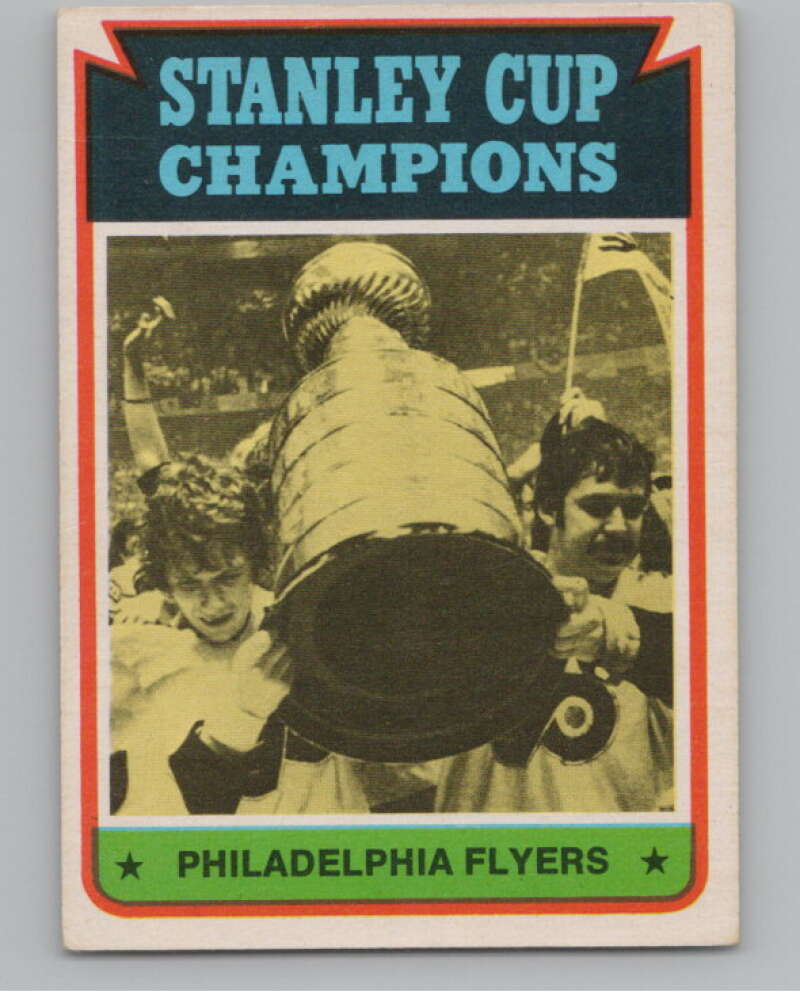 STANLEY CUP
CHAMPIONS
★ PHILADELPHIA FLYERS ★